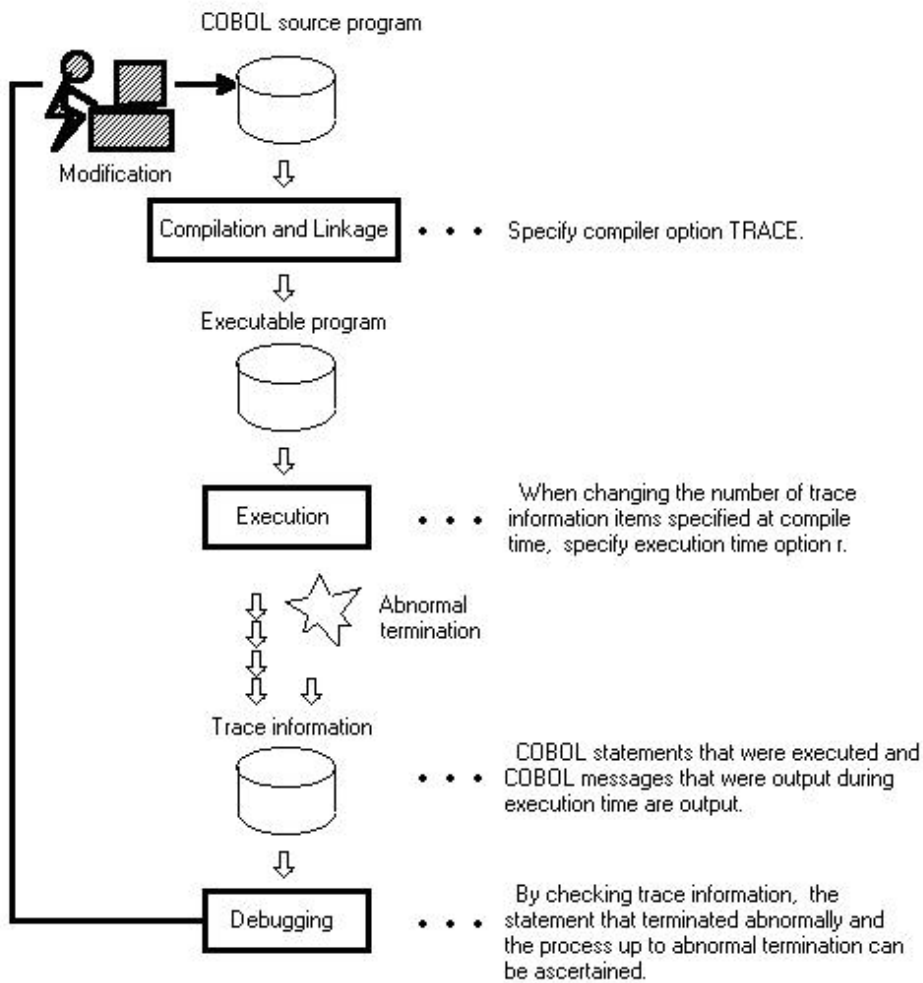 COBOL source program
Modification
Compilation and Linkage
• • • Specify compiler option TRACE.
Executable program
Execution
• • • When changing the number of trace
information items specified at compile
time, specify execution time option r.
Abnormal
termination
Trace information
• • • COBOL statements that were executed and
COBOL messages that were output during
execution time are output.
Debugging
• • • By checking trace information, the
statement that terminated abnormally and
the process up to abnormal termination can
be ascertained.